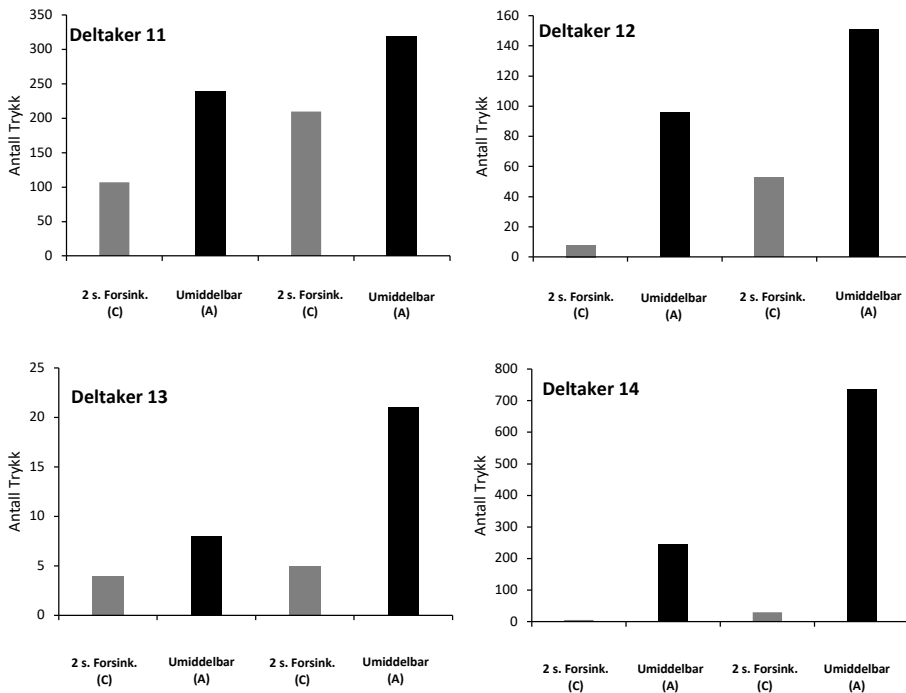 Deltaker 11
Antall Trykk
350
300
250
200
150
100
50
0
2 s. Forsink. Umiddelbar 2 s. Forsink. Umiddelbar
(C) (A) (C) (A)
Deltaker 12
Antall Trykk
160
140
120
100
80
60
40
20
0
2 s. Forsink. Umiddelbar 2 s. Forsink. Umiddelbar
(C) (A) (C) (A)
Deltaker 13
Antall Trykk
25
20
15
10
5
0
2 s. Forsink. Umiddelbar 2 s. Forsink. Umiddelbar
(C) (A) (C) (A)
Deltaker 14
Antall Trykk
800
700
600
500
400
300
200
100
0
2 s. Forsink. Umiddelbar 2 s. Forsink. Umiddelbar
(C) (A) (C) (A)